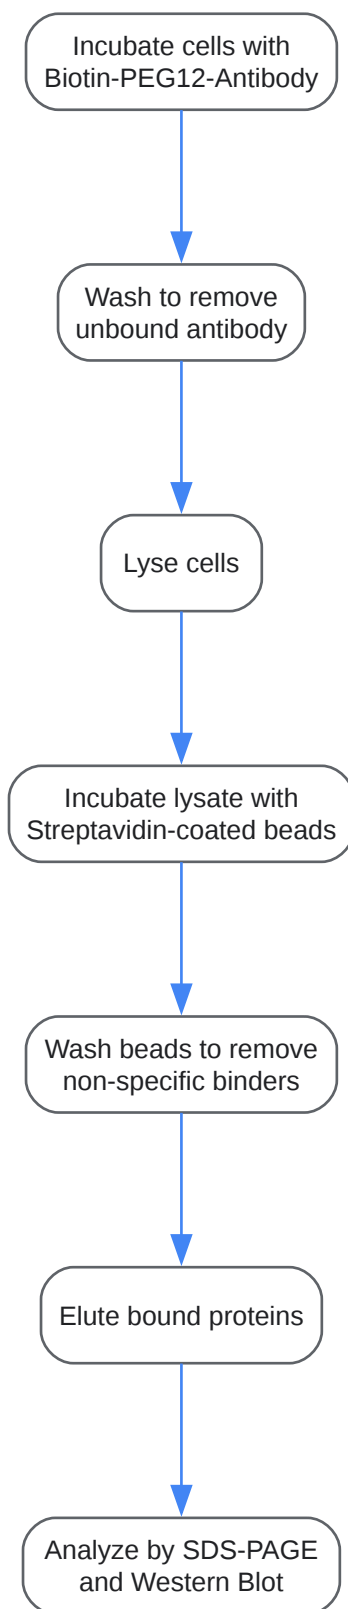 Incubate cells with
Biotin-PEG12-Antibody
Wash to remove
unbound antibody
Lyse cells
Incubate lysate with
Streptavidin-coated beads
Wash beads to remove
non-specific binders
Elute bound proteins
Analyze by SDS-PAGE
and Western Blot